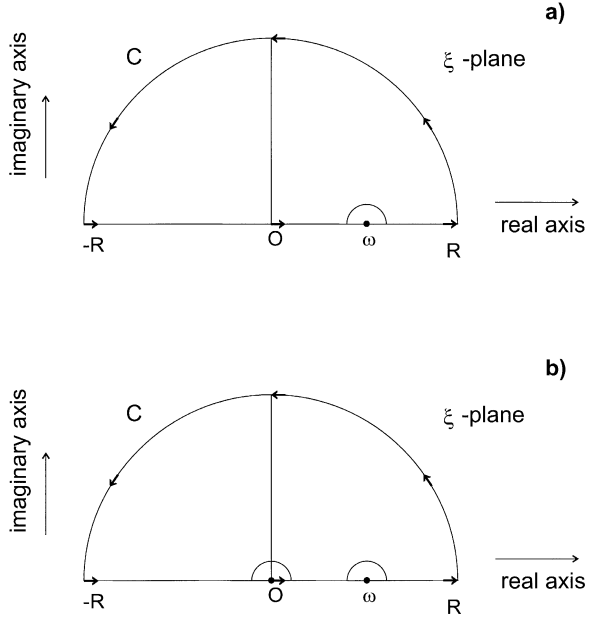 a)
C
ξ -plane
imaginary axis
real axis
-R
O
ω
R
b)
C
ξ -plane
imaginary axis
real axis
-R
O
ω
R